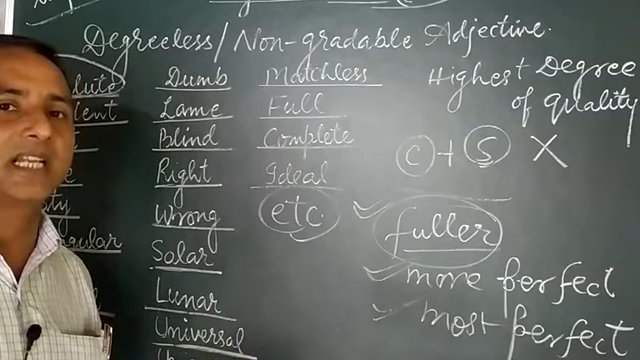 Degreeless/Non-gradable Adjective.
Dumb
Lame
Blind
Right
Wrong
Solar
Lunar
Universal
Matchless
Full
Complete
Ideal
etc.
Highest Degree
of quality
C + S X
fuller
more perfect
most perfect